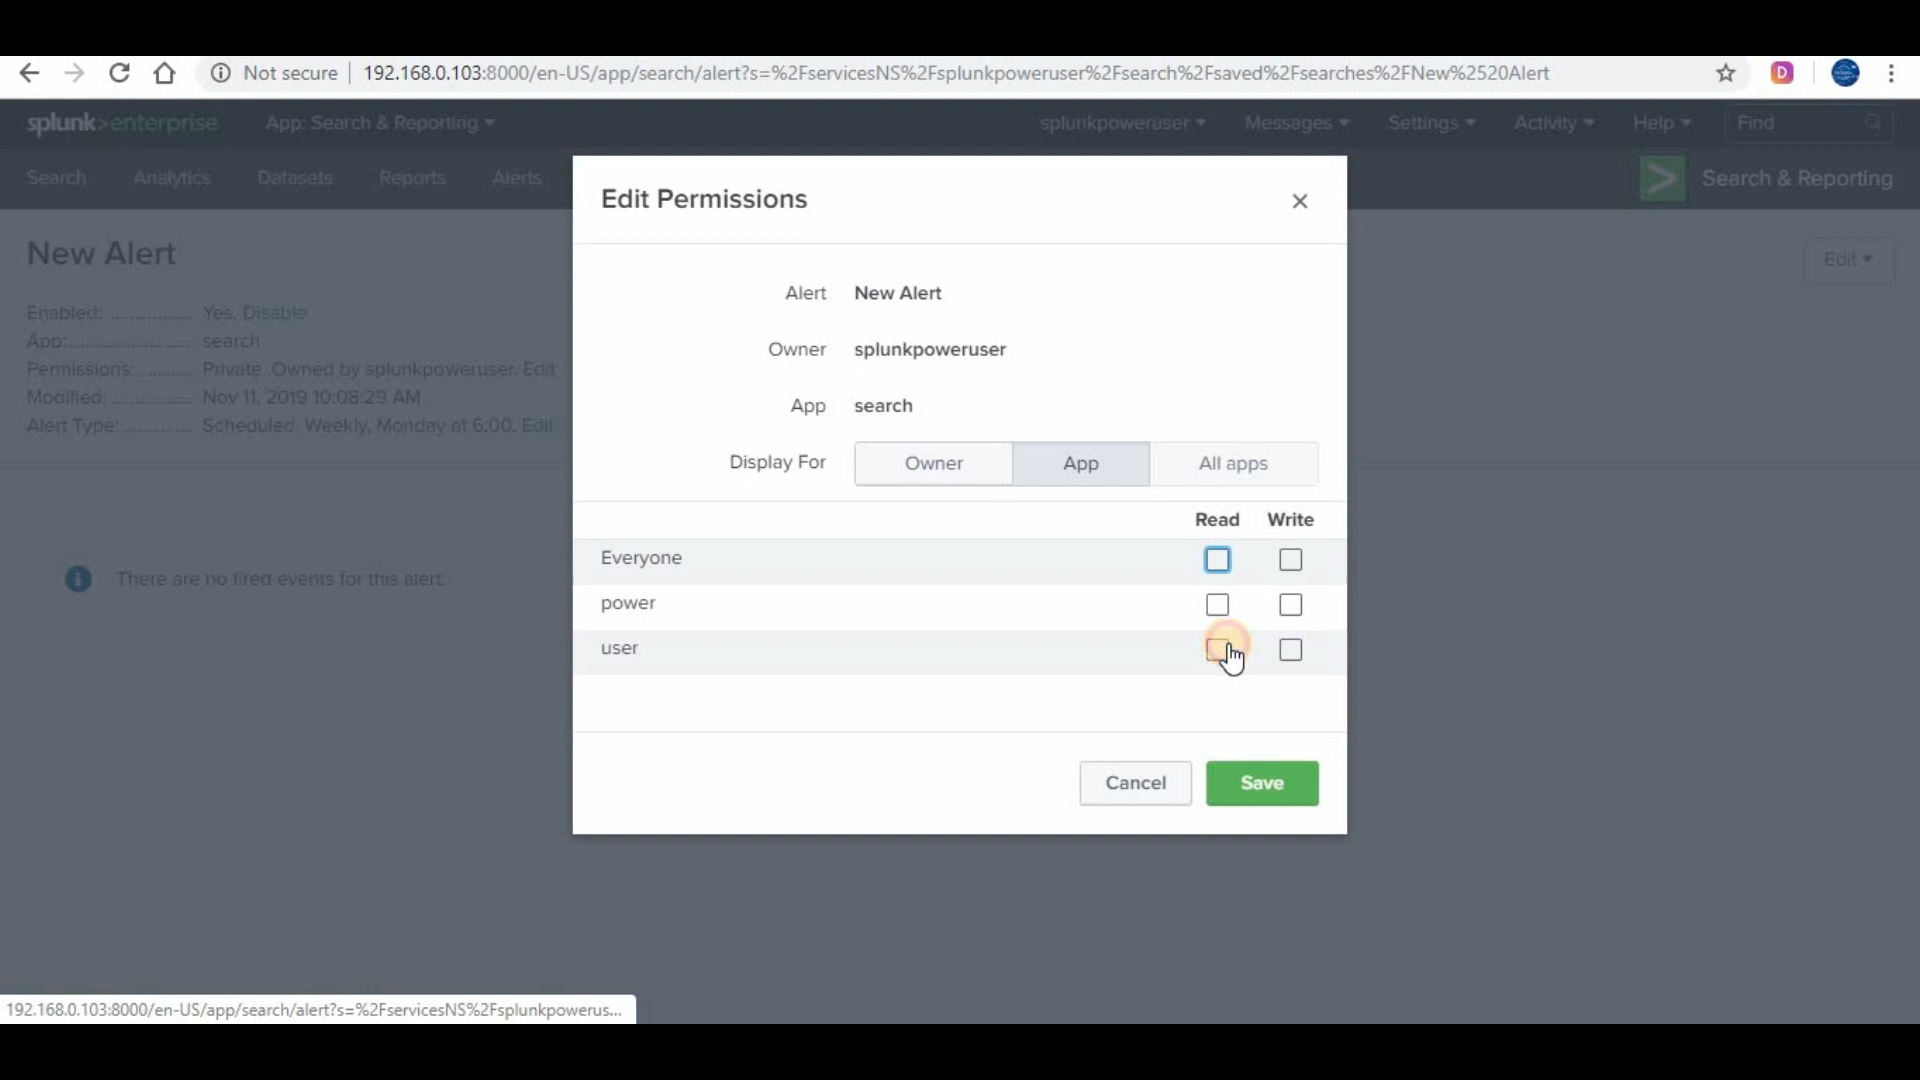 Not secure 192.168.0.103:8000/en-US/app/search/alert?s=%2FservicesNS%2Fsplunkpoweruser%2Fsearch%2Fsaved%2Fsearches%2FNew%2520Alert D
splunk>enterprise App: Search & Reporting splunkpoweruser Messages Settings Activity Help Find
Search Analytics Datasets Reports Alerts Search & Reporting
New Alert Edit
Enabled: ................ Yes. Disable
App: ........................ search
Permissions: .......... Private. Owned by splunkpoweruser. Edit
Modified: ............... Nov 11, 2019 10:08:29 AM
Alert Type: ............. Scheduled. Weekly, Monday at 6:00. Edit
There are no fired events for this alert.
Edit Permissions ×
Alert New Alert
Owner splunkpoweruser
App search
Display For Owner App All apps
Read Write
Everyone
power
user
Cancel Save
192.168.0.103:8000/en-US/app/search/alert?s=%2FservicesNS%2Fsplunkpowerus...